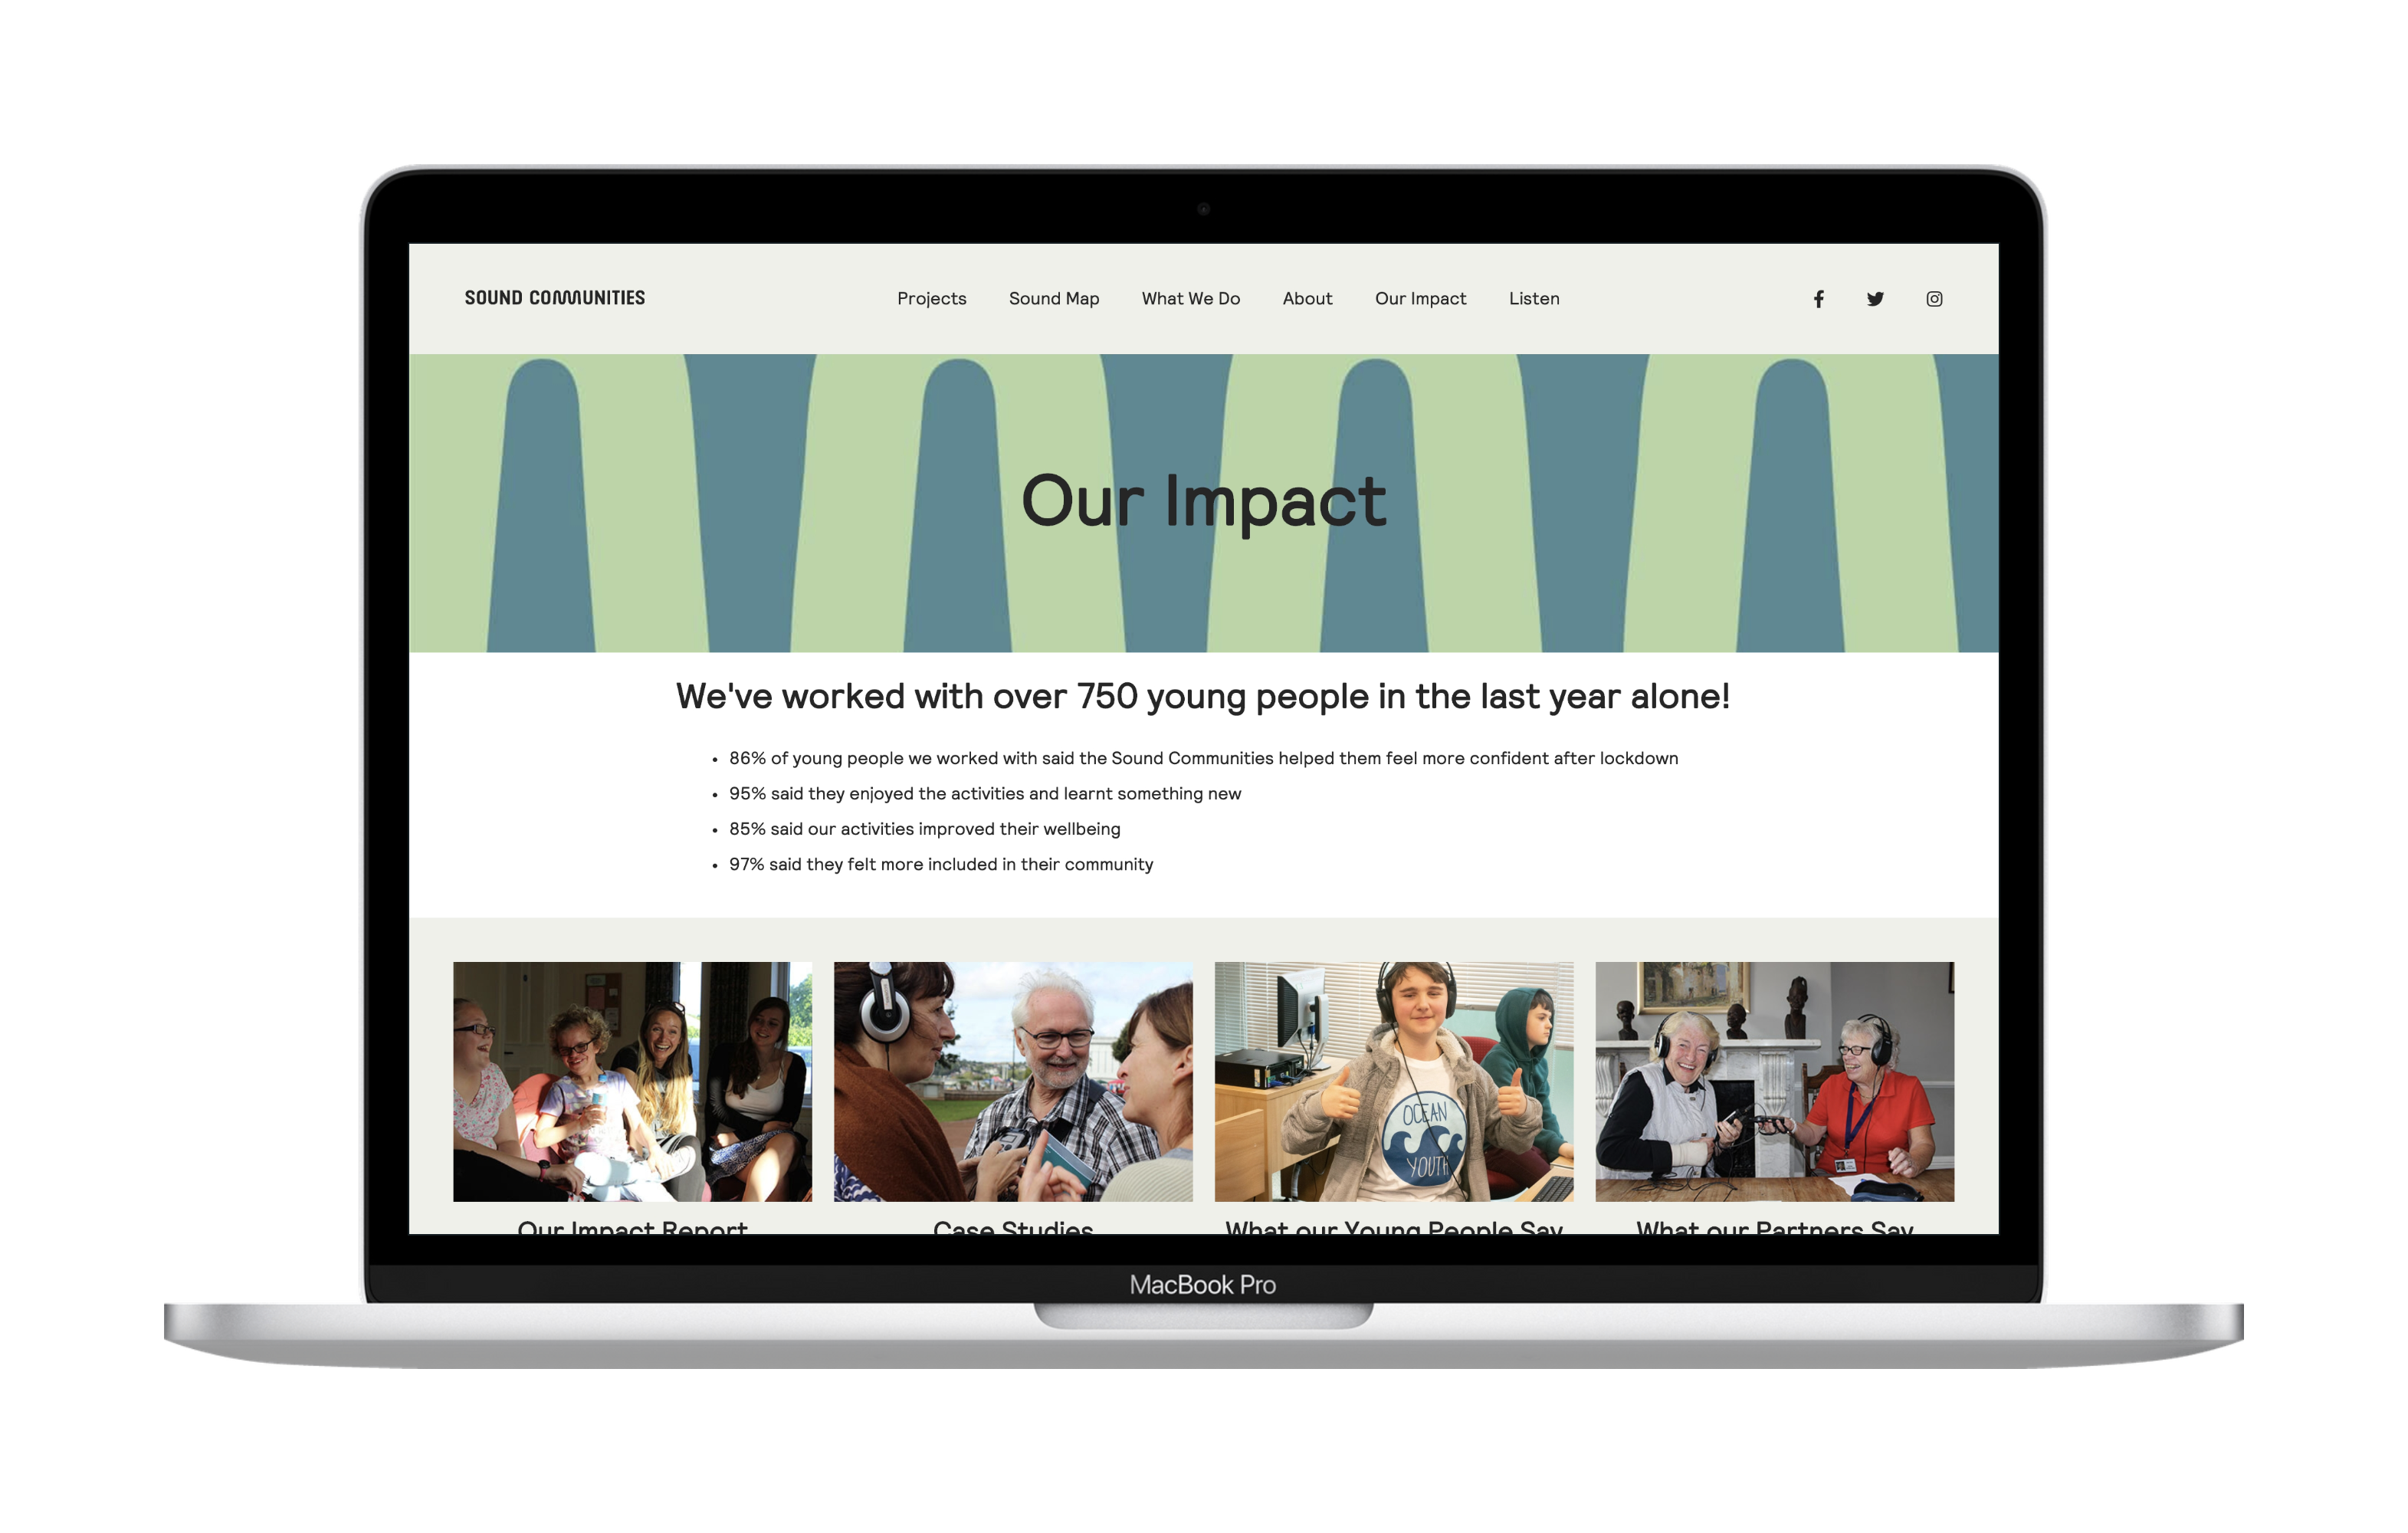 SOUND COMMUNITIES
Projects Sound Map What We Do About Our Impact Listen
Our Impact
We've worked with over 750 young people in the last year alone!
• 86% of young people we worked with said the Sound Communities helped them feel more confident after lockdown
• 95% said they enjoyed the activities and learnt something new
• 85% said our activities improved their wellbeing
• 97% said they felt more included in their community
OCEAN
YOUTH
Our Impact Report Case Studies What our Young People Say What our Partners Say
MacBook Pro